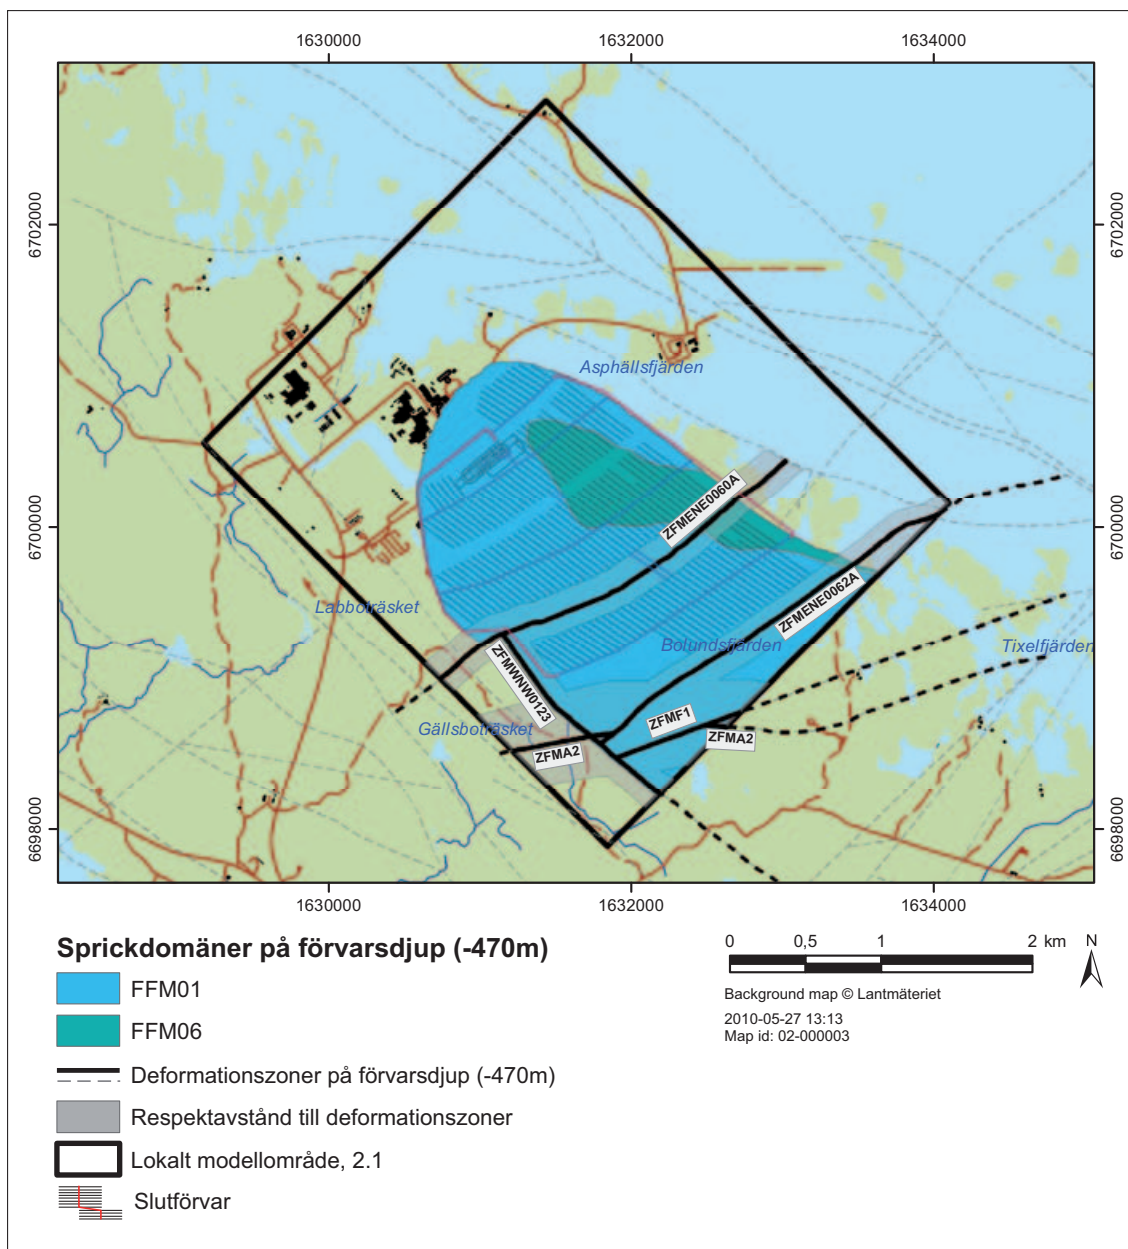 1630000 1632000 1634000
6702000 6702000
Asphällsfjärden
ZFMENE0060A
6700000 6700000
ZFMENE0062A
Labboträsket
Bolundsfjärden
Tixelfjärden
ZFMWNW0123
Gällsboträsket
ZFMF1
ZFMA2
ZFMA2
6698000 6698000
1630000 1632000 1634000
Sprickdomäner på förvarsdjup (-470m)
FFM01
FFM06
Deformationszoner på förvarsdjup (-470m)
Respektavstånd till deformationszoner
Lokalt modellområde, 2.1
Slutförvar
0 0,5 1 2 km N
Background map © Lantmäteriet
2010-05-27 13:13
Map id: 02-000003